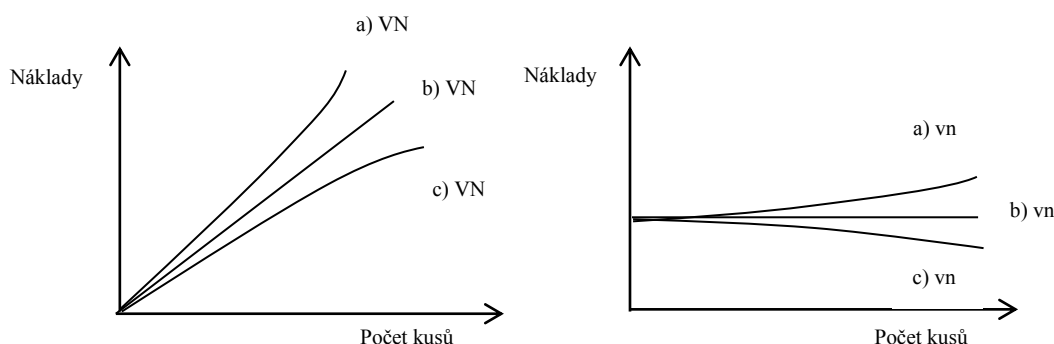 a) VN
Náklady
b) VN
c) VN
Počet kusů
Náklady
a) vn
b) vn
c) vn
Počet kusů